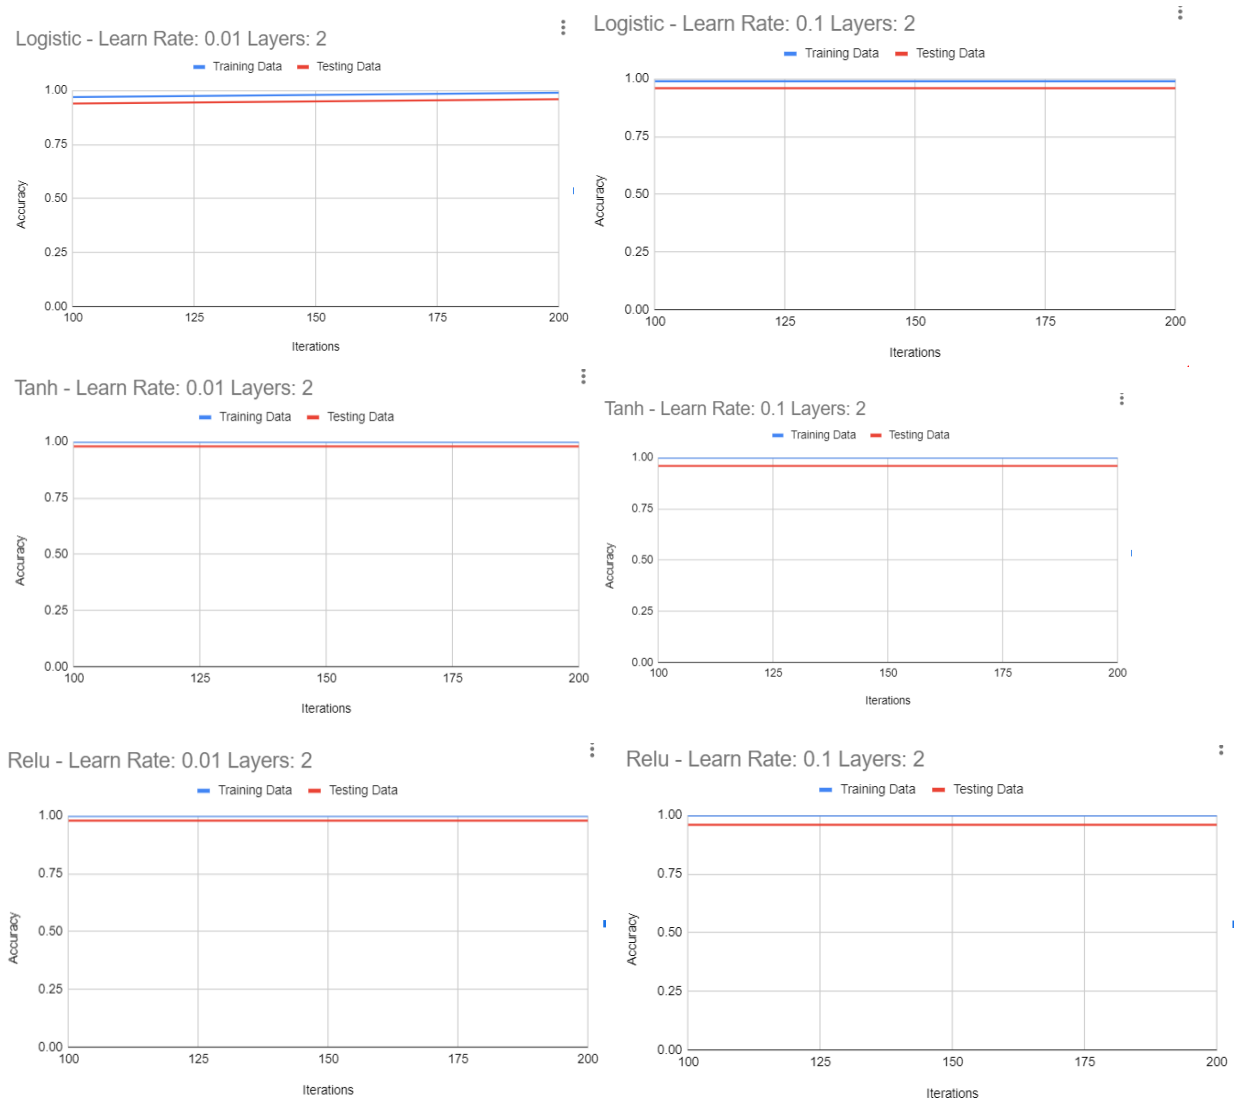 Logistic - Learn Rate: 0.01 Layers: 2
Training Data Testing Data
1.00
0.75
0.50
0.25
0.00
Accuracy
100 125 150 175 200
Iterations
Logistic - Learn Rate: 0.1 Layers: 2
Training Data Testing Data
1.00
0.75
0.50
0.25
0.00
Accuracy
100 125 150 175 200
Iterations
Tanh - Learn Rate: 0.01 Layers: 2
Training Data Testing Data
1.00
0.75
0.50
0.25
0.00
Accuracy
100 125 150 175 200
Iterations
Tanh - Learn Rate: 0.1 Layers: 2
Training Data Testing Data
1.00
0.75
0.50
0.25
0.00
Accuracy
100 125 150 175 200
Iterations
Relu - Learn Rate: 0.01 Layers: 2
Training Data Testing Data
1.00
0.75
0.50
0.25
0.00
Accuracy
100 125 150 175 200
Iterations
Relu - Learn Rate: 0.1 Layers: 2
Training Data Testing Data
1.00
0.75
0.50
0.25
0.00
Accuracy
100 125 150 175 200
Iterations